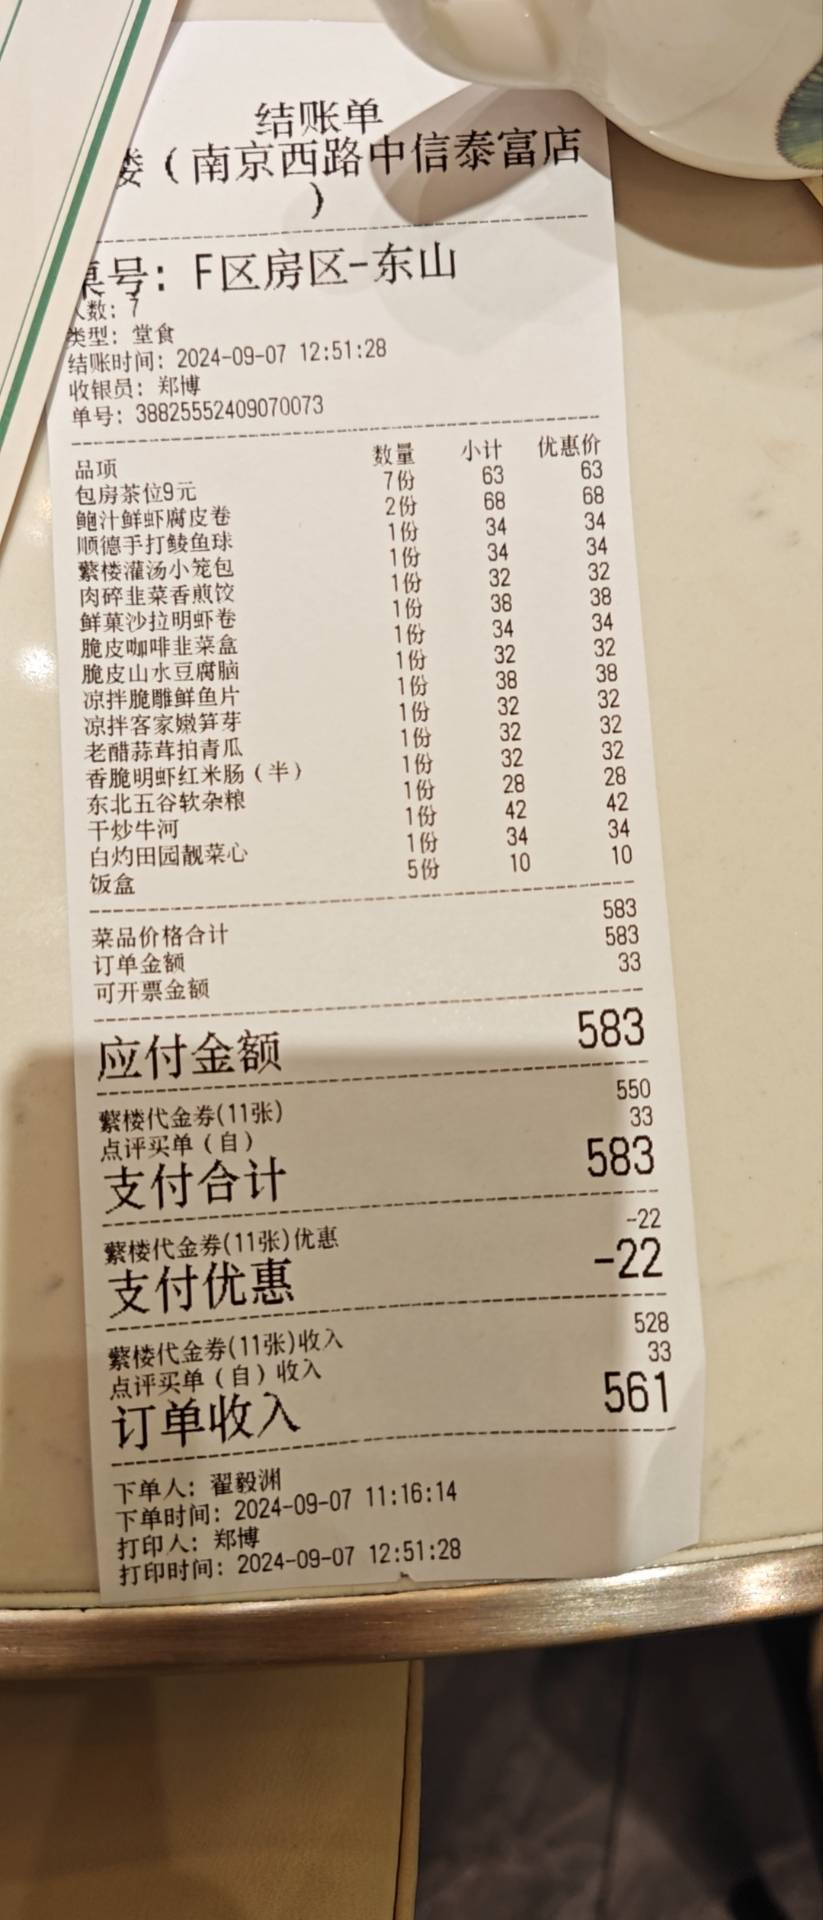 结账单
楼（南京西路中信泰富店
）
桌号: F区房区-东山
人数: 7
类型: 堂食
结账时间: 2024-09-07 12:51:28
收银员: 郑博
单号: 38825552409070073
品项 数量 小计 优惠价
包房茶位9元 7份 63 63
鲍汁鲜虾腐皮卷 2份 68 68
顺德手打鲮鱼球 1份 34 34
蘩楼灌汤小笼包 1份 34 34
肉碎韭菜香煎饺 1份 32 32
鲜菓沙拉明虾卷 1份 38 38
脆皮咖啡韭菜盒 1份 34 34
脆皮山水豆腐脑 1份 32 32
凉拌脆雕鲜鱼片 1份 38 38
凉拌客家嫩笋芽 1份 32 32
老醋蒜茸拍青瓜 1份 32 32
香脆明虾红米肠（半） 1份 32 32
东北五谷软杂粮 1份 28 28
干炒牛河 1份 42 42
白灼田园靓菜心 1份 34 34
饭盒 5份 10 10
菜品价格合计 583
订单金额 583
可开票金额 33
应付金额 583
蘩楼代金券(11张) 550
点评买单（自） 33
支付合计 583
蘩楼代金券(11张)优惠 -22
支付优惠 -22
蘩楼代金券(11张)收入 528
点评买单（自）收入 33
订单收入 561
下单人: 翟毅渊
下单时间: 2024-09-07 11:16:14
打印人: 郑博
打印时间: 2024-09-07 12:51:28